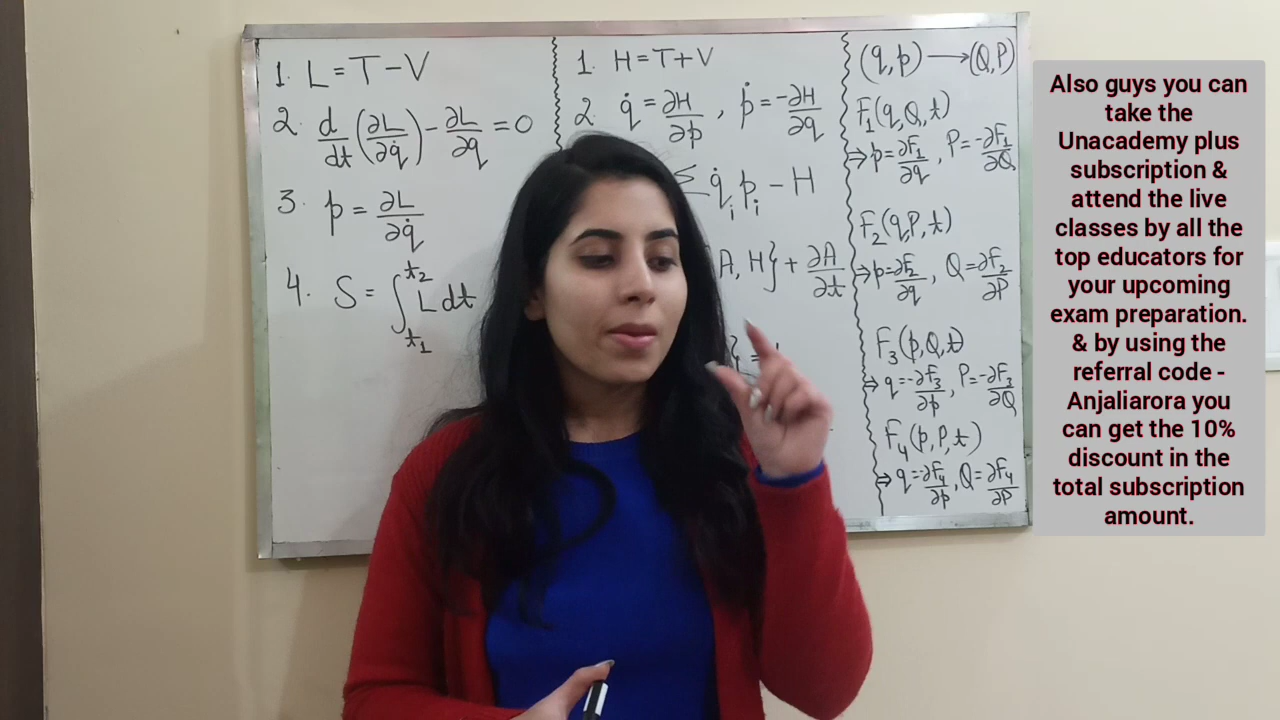 1. L = T - V
2. d/dt (∂L/∂q̇) - ∂L/∂q = 0
3. p = ∂L/∂q̇
4. S = ∫_{t₁}^{t₂} L dt
1. H = T + V
2. q̇ = ∂H/∂p , ṗ = -∂H/∂q
Σ q̇ᵢ pᵢ - H
A, H} + ∂A/∂t
} =
(q, p) → (Q, P)
F₁(q, Q, t)
⇒ p = ∂F₁/∂q , P = -∂F₁/∂Q
F₂(q, P, t)
⇒ p = ∂F₂/∂q , Q = ∂F₂/∂P
F₃(p, Q, t)
⇒ q = -∂F₃/∂p , P = -∂F₃/∂Q
F₄(p, P, t)
⇒ q = -∂F₄/∂p , Q = ∂F₄/∂P
Also guys you can
take the
Unacademy plus
subscription &
attend the live
classes by all the
top educators for
your upcoming
exam preparation.
& by using the
referral code -
Anjaliarora you
can get the 10%
discount in the
total subscription
amount.